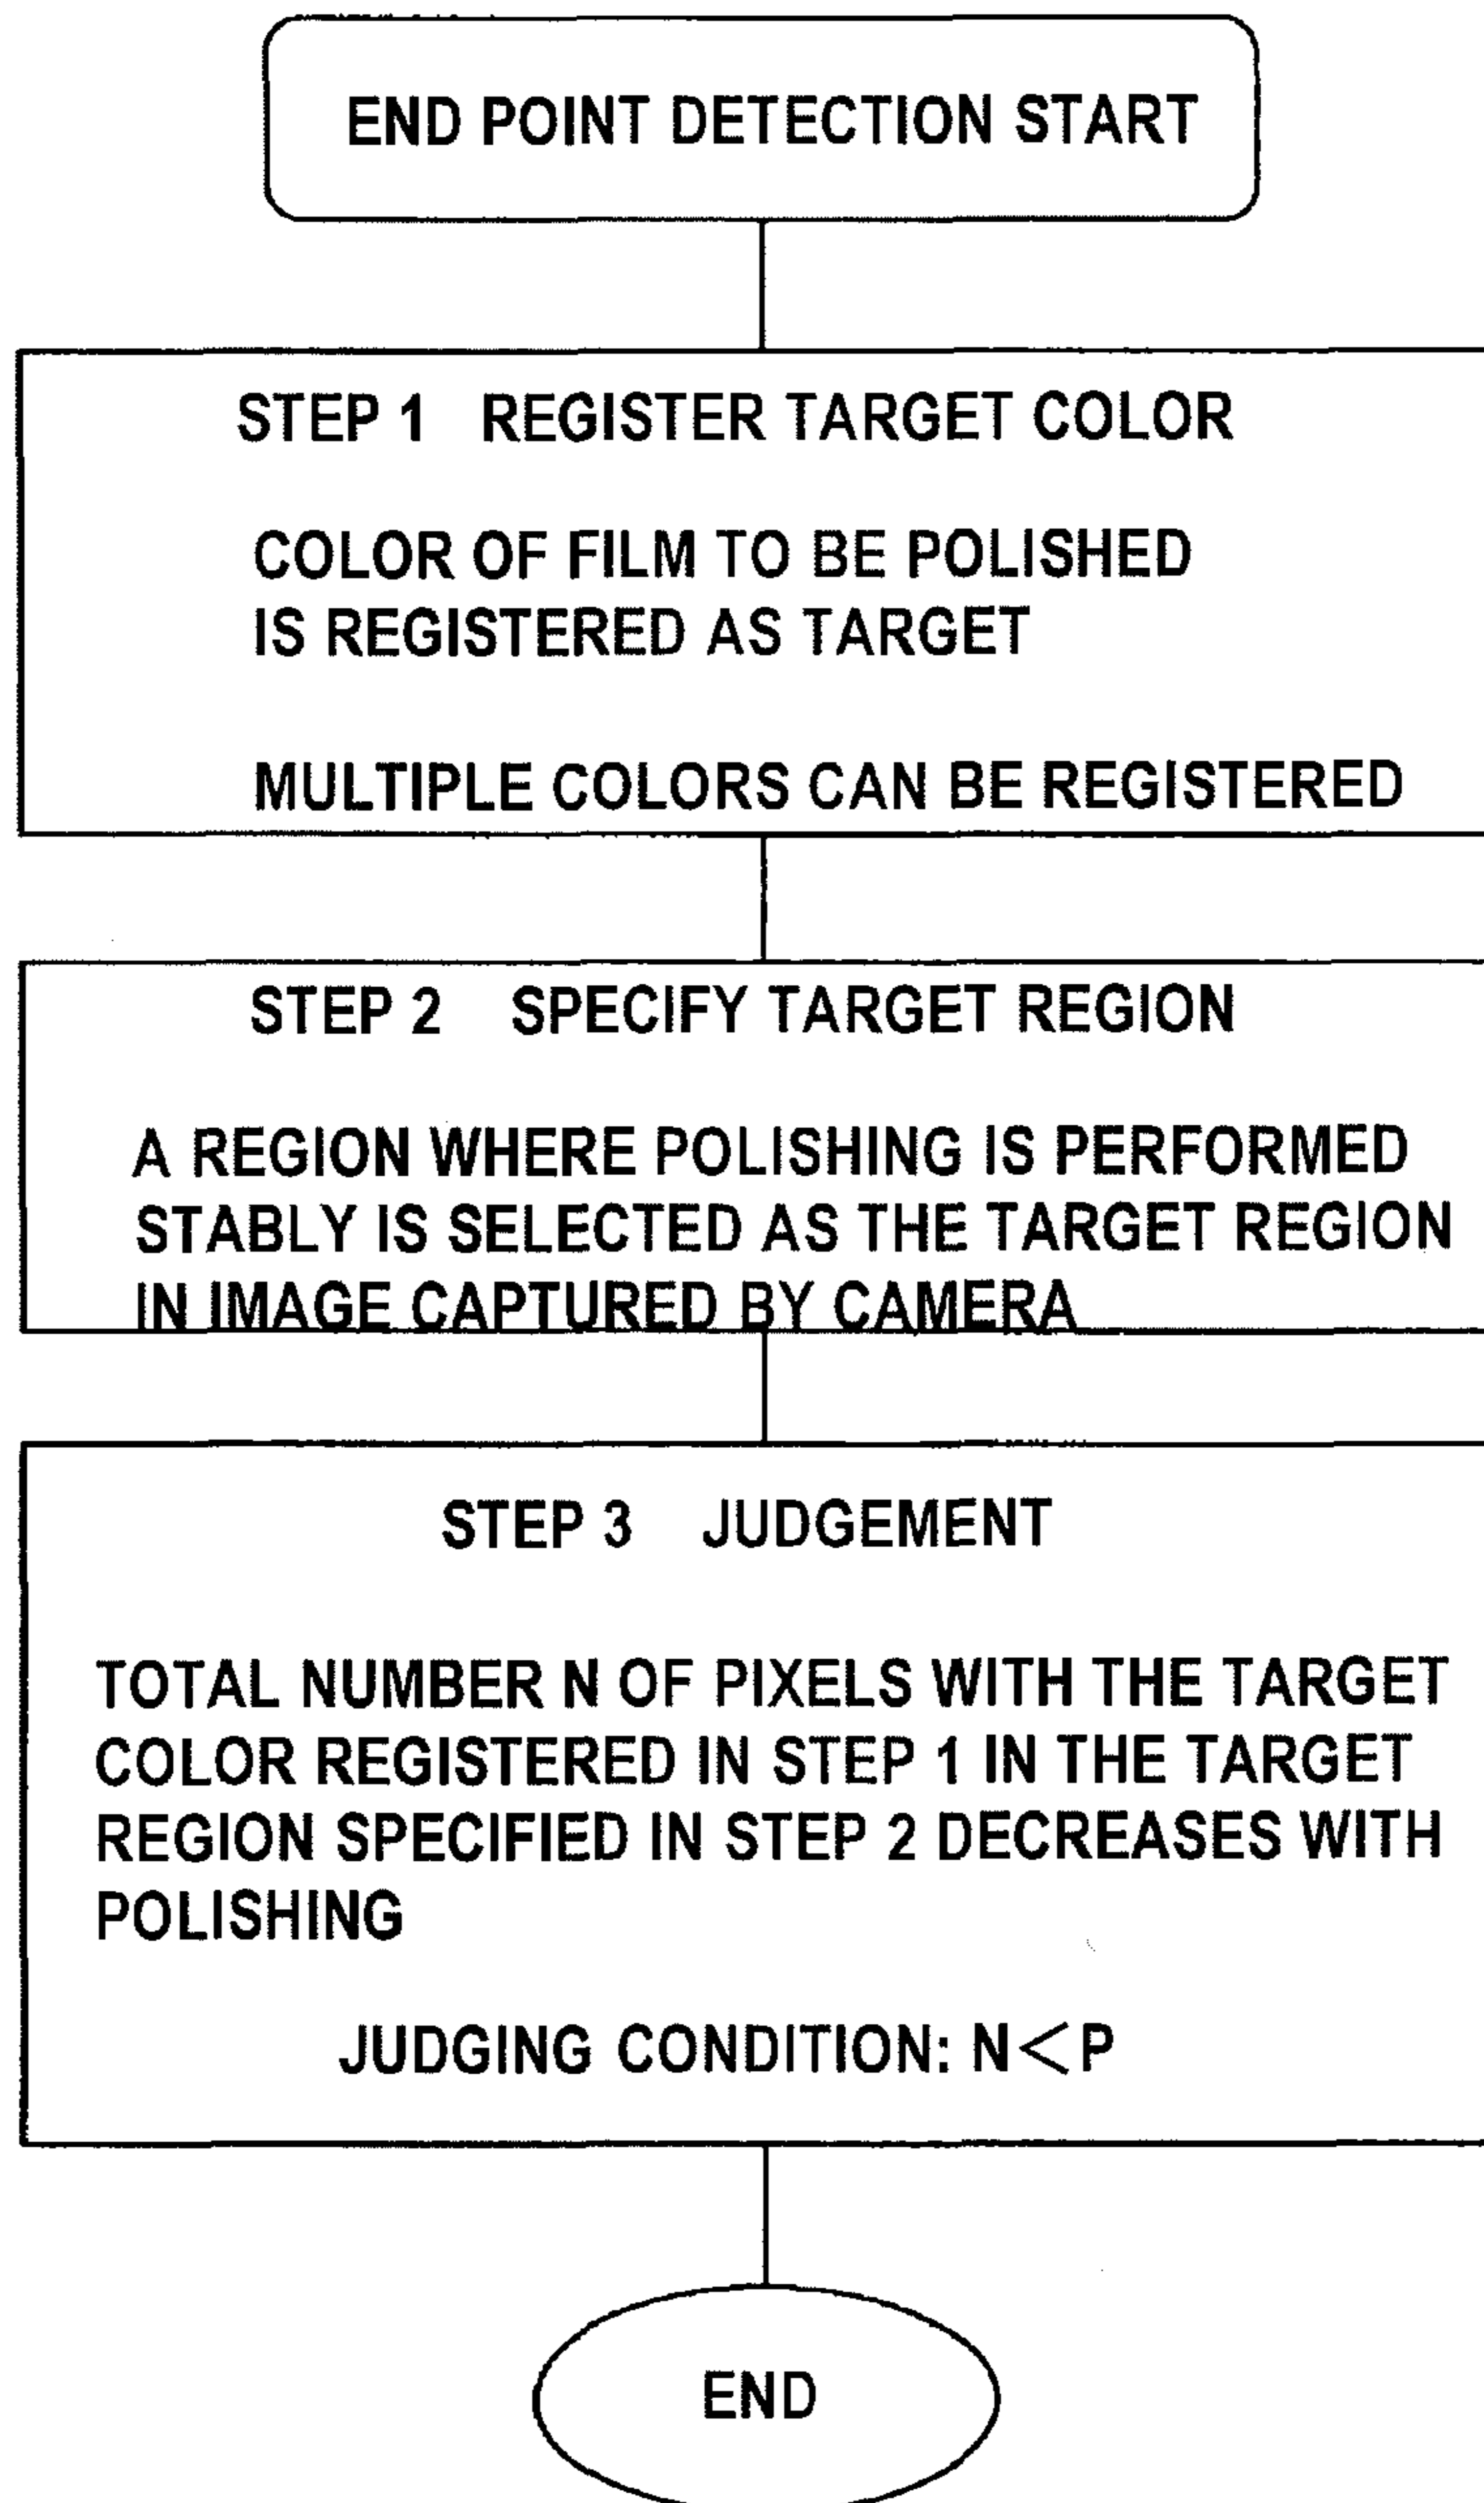 END POINT DETECTION START
STEP 1 REGISTER TARGET COLOR
COLOR OF FILM TO BE POLISHED
IS REGISTERED AS TARGET
MULTIPLE COLORS CAN BE REGISTERED
STEP 2 SPECIFY TARGET REGION
A REGION WHERE POLISHING IS PERFORMED
STABLY IS SELECTED AS THE TARGET REGION
IN IMAGE CAPTURED BY CAMERA
STEP 3 JUDGEMENT
TOTAL NUMBER N OF PIXELS WITH THE TARGET
COLOR REGISTERED IN STEP 1 IN THE TARGET
REGION SPECIFIED IN STEP 2 DECREASES WITH
POLISHING
JUDGING CONDITION: N<P
END